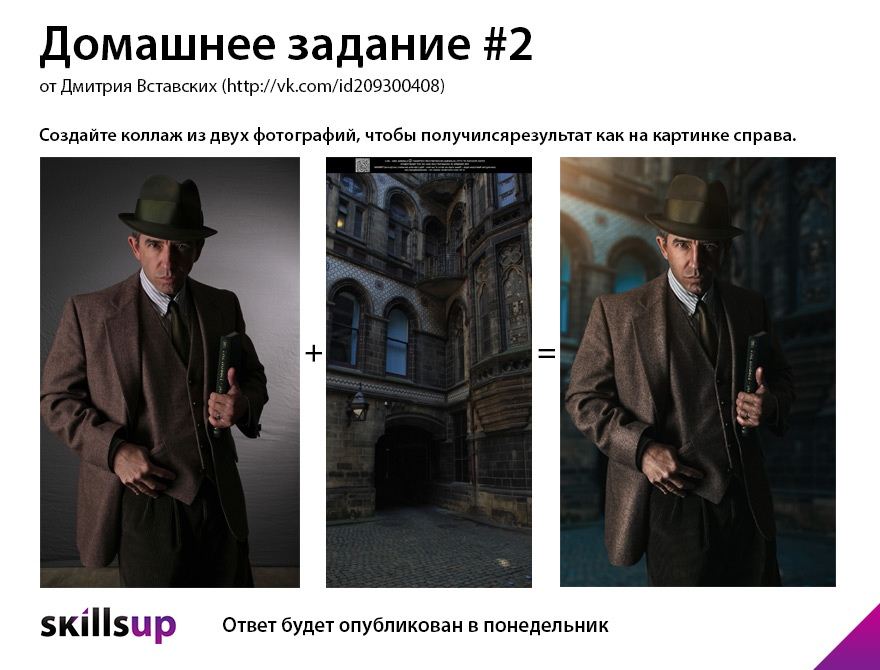 Домашнее задание #2
от Дмитрия Вставских (http://vk.com/id209300408)
Создайте коллаж из двух фотографий, чтобы получилсярезультат как на картинке справа.
+
=
skillsup
Ответ будет опубликован в понедельник